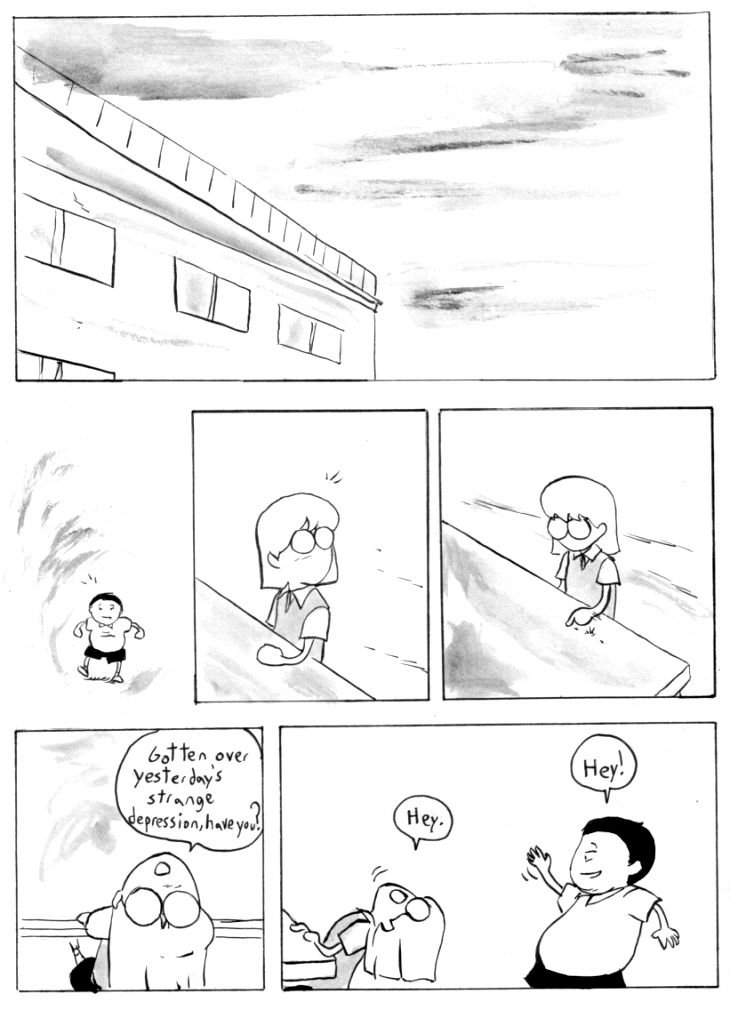 Gotten over
yesterday's
strange
depression, have you?
Hey.
Hey!